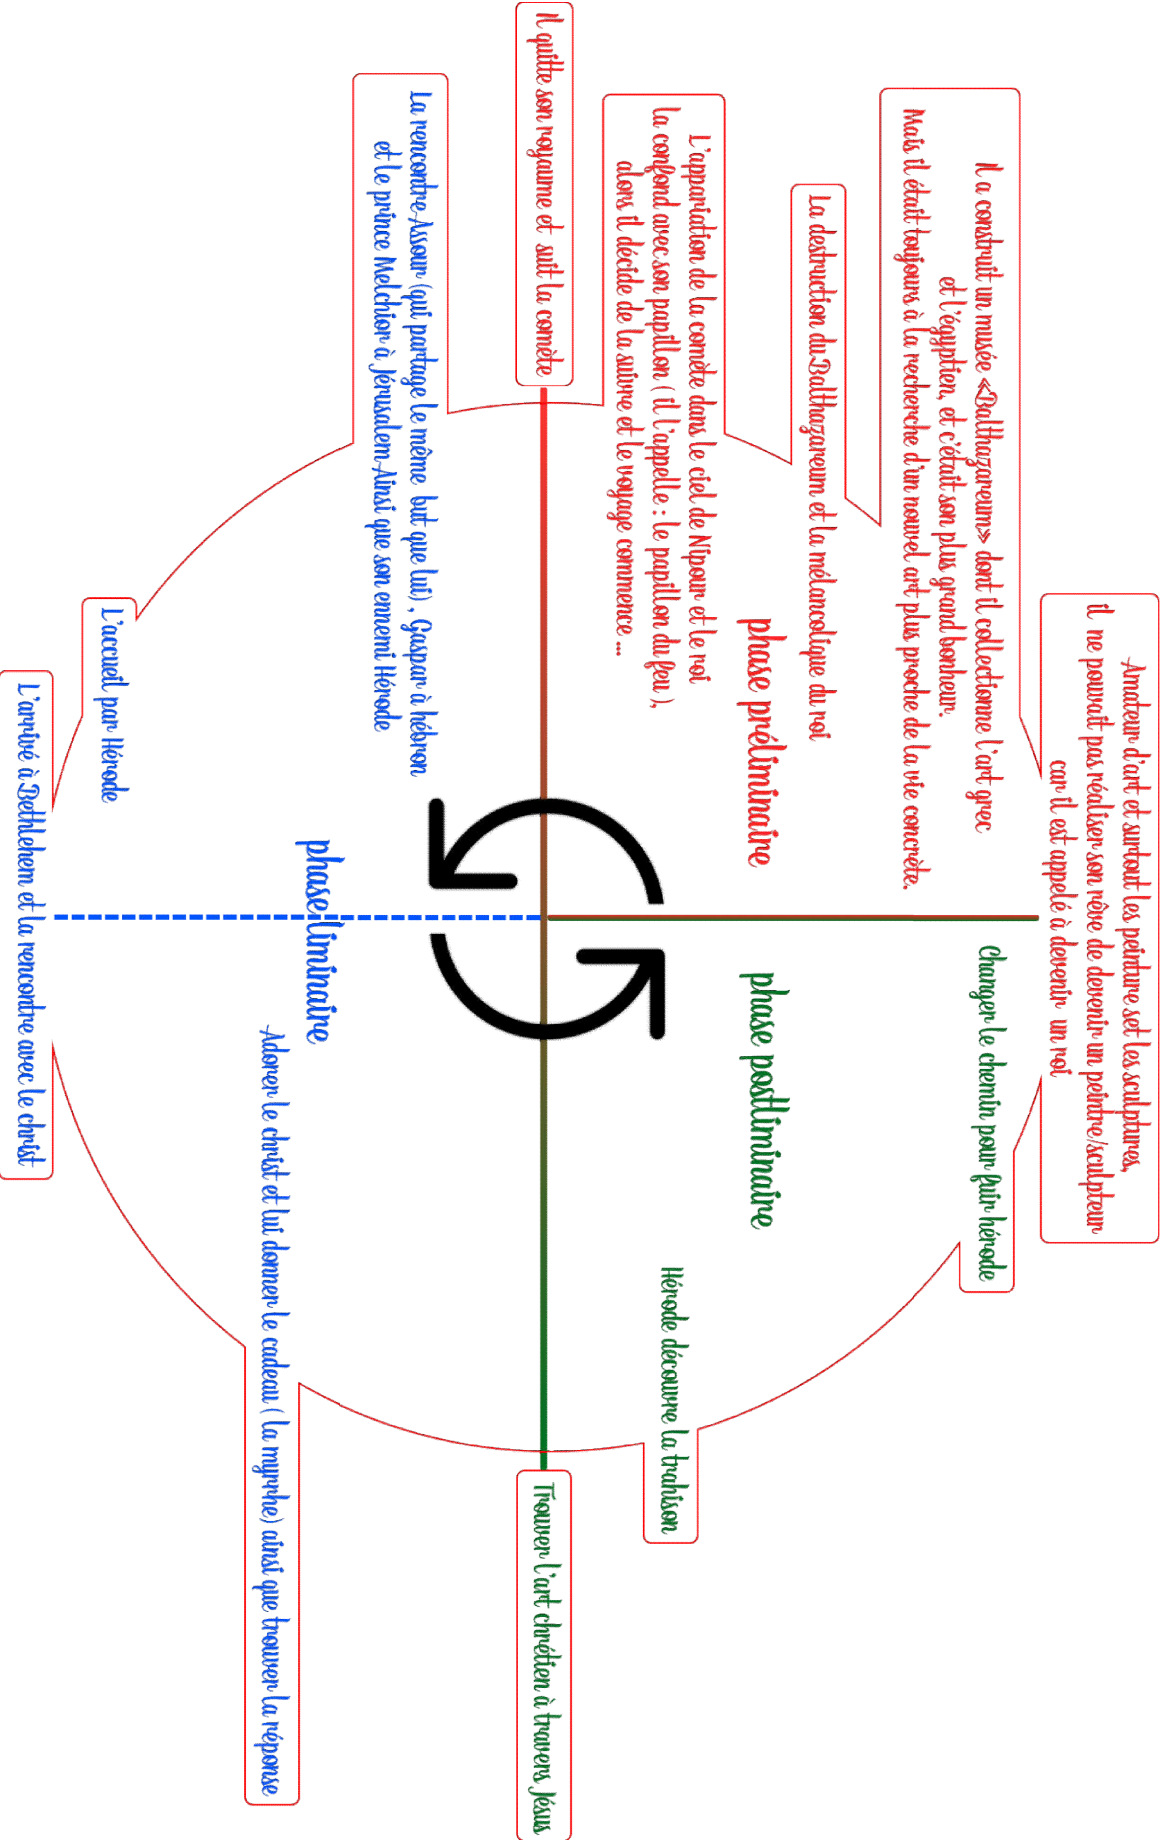 Amateur d'art et surtout les peinture set les sculptures,
il ne pouvait pas réaliser son rêve de devenir un peintre/sculpteur
car il est appelé à devenir un roi
Il a construit un musée «Balthazareum» dont il collectionne l'art grec
et l'égyptien, et c'était son plus grand bonheur.
Mais il était toujours à la recherche d'un nouvel art plus proche de la vie concrète.
La destruction du Balthazareum et la mélancolique du roi
phase préliminaire
L'appariation de la comète dans le ciel de Nipour et le roi
la confond avec son papillon ( il l'appelle : le papillon du feu ),
alors il décide de la suivre et le voyage commence ...
Il quitte son royaume et suit la comète
La rencontre Assour (qui partage le même but que lui) , Gaspar à hébron
et le prince Melchior à Jérusalem Ainsi que son ennemi Hérode
phase liminaire
L'accueil par Hérode
L'arrivé à Bethlehem et la rencontre avec le christ
Adorer le christ et lui donner le cadeau ( la myrrhe) ainsi que trouver la réponse
Trouver l'art chrétien à travers Jésus
phase postliminaire
Hérode découvre la trahison
Changer le chemin pour fuir hérode